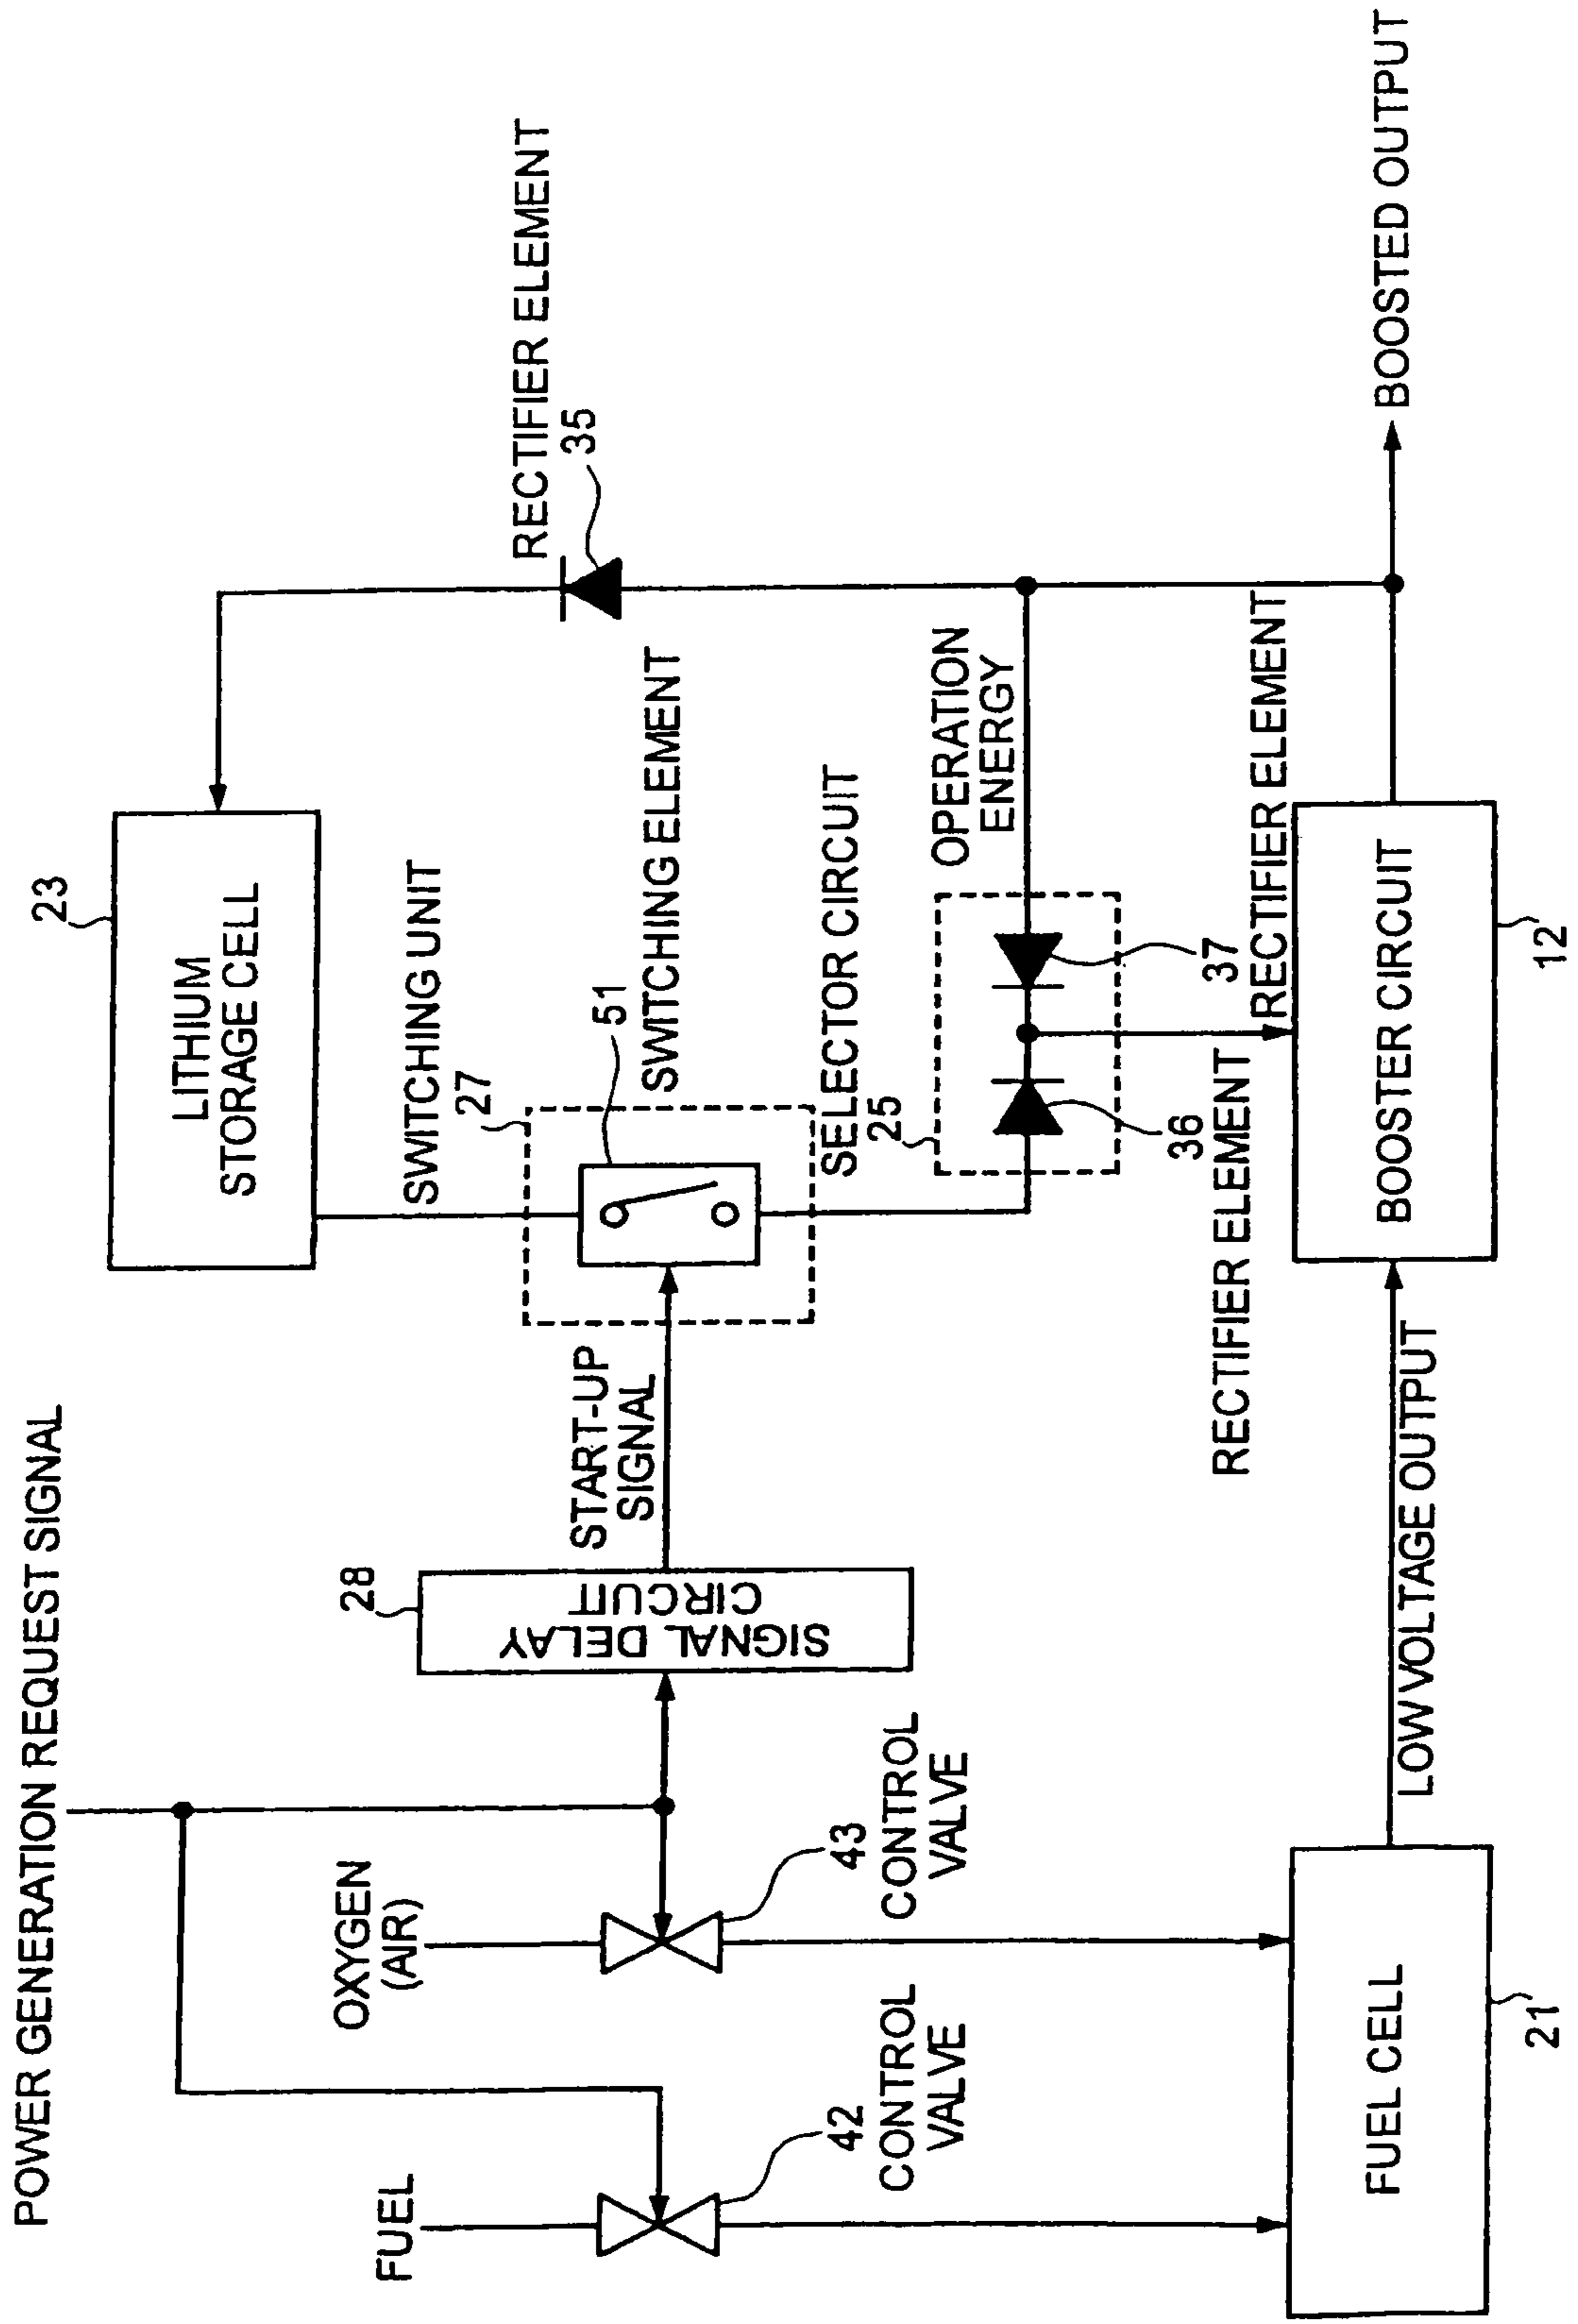 POWER GENERATION REQUEST SIGNAL
FUEL
42
CONTROL
VALVE
OXYGEN
(AIR)
43
CONTROL
VALVE
28
SIGNAL DELAY
CIRCUIT
START-UP
SIGNAL
SWITCHING UNIT
27
51
SWITCHING ELEMENT
23
LITHIUM
STORAGE CELL
RECTIFIER ELEMENT
35
SELECTOR CIRCUIT
25
OPERATION
ENERGY
36
RECTIFIER ELEMENT
37
RECTIFIER ELEMENT
FUEL CELL
21
LOW VOLTAGE OUTPUT
BOOSTER CIRCUIT
12
BOOSTED OUTPUT